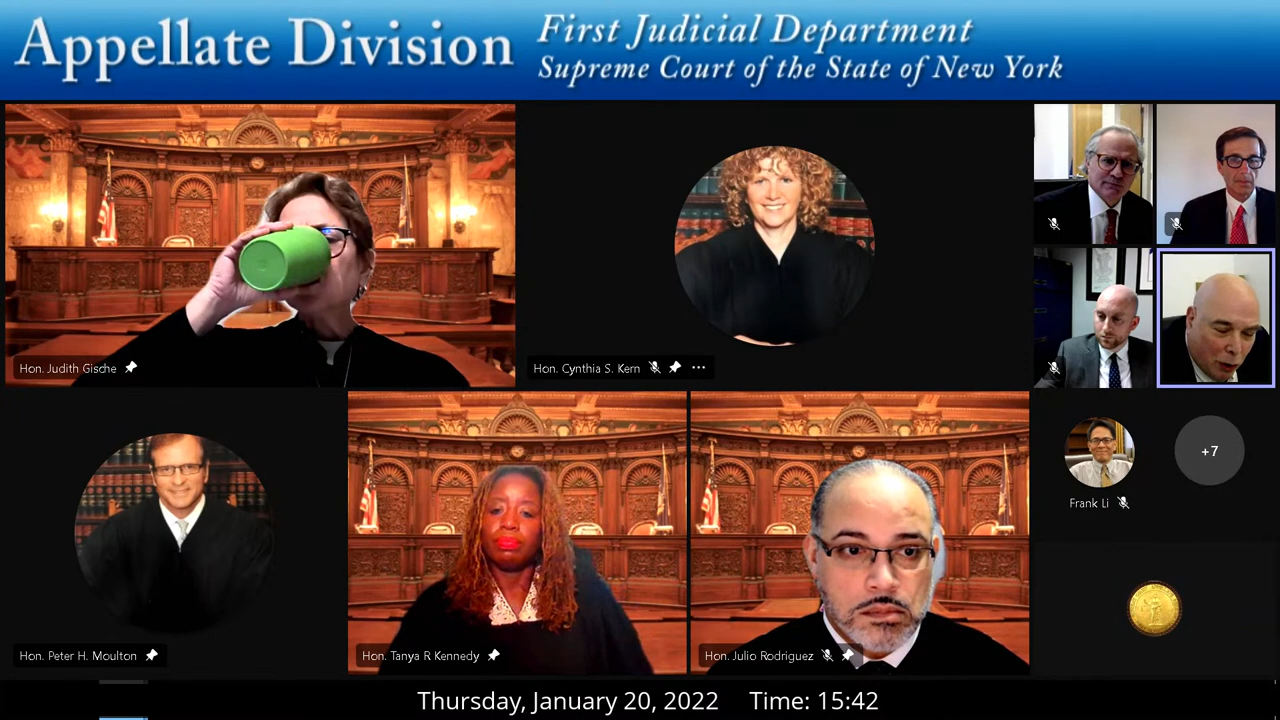 Appellate Division
First Judicial Department
Supreme Court of the State of New York
Hon. Judith Gische
Hon. Cynthia S. Kern
+7
Frank Li
Hon. Peter H. Moulton
Hon. Tanya R Kennedy
Hon. Julio Rodriguez
Thursday, January 20, 2022 Time: 15:42